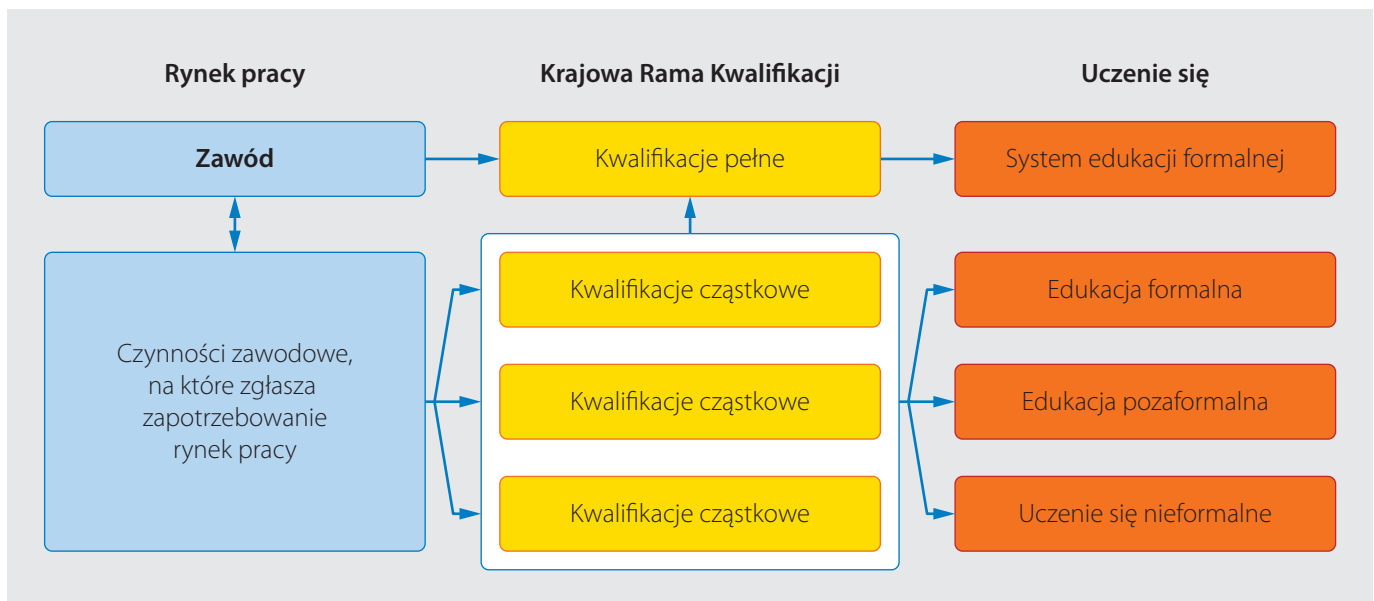 Rynek pracy
Krajowa Rama Kwalifikacji
Uczenie się
Zawód
Kwalifikacje pełne
System edukacji formalnej
Czynności zawodowe,
na które zgłasza
zapotrzebowanie
rynek pracy
Kwalifikacje cząstkowe
Edukacja formalna
Kwalifikacje cząstkowe
Edukacja pozaformalna
Kwalifikacje cząstkowe
Uczenie się nieformalne